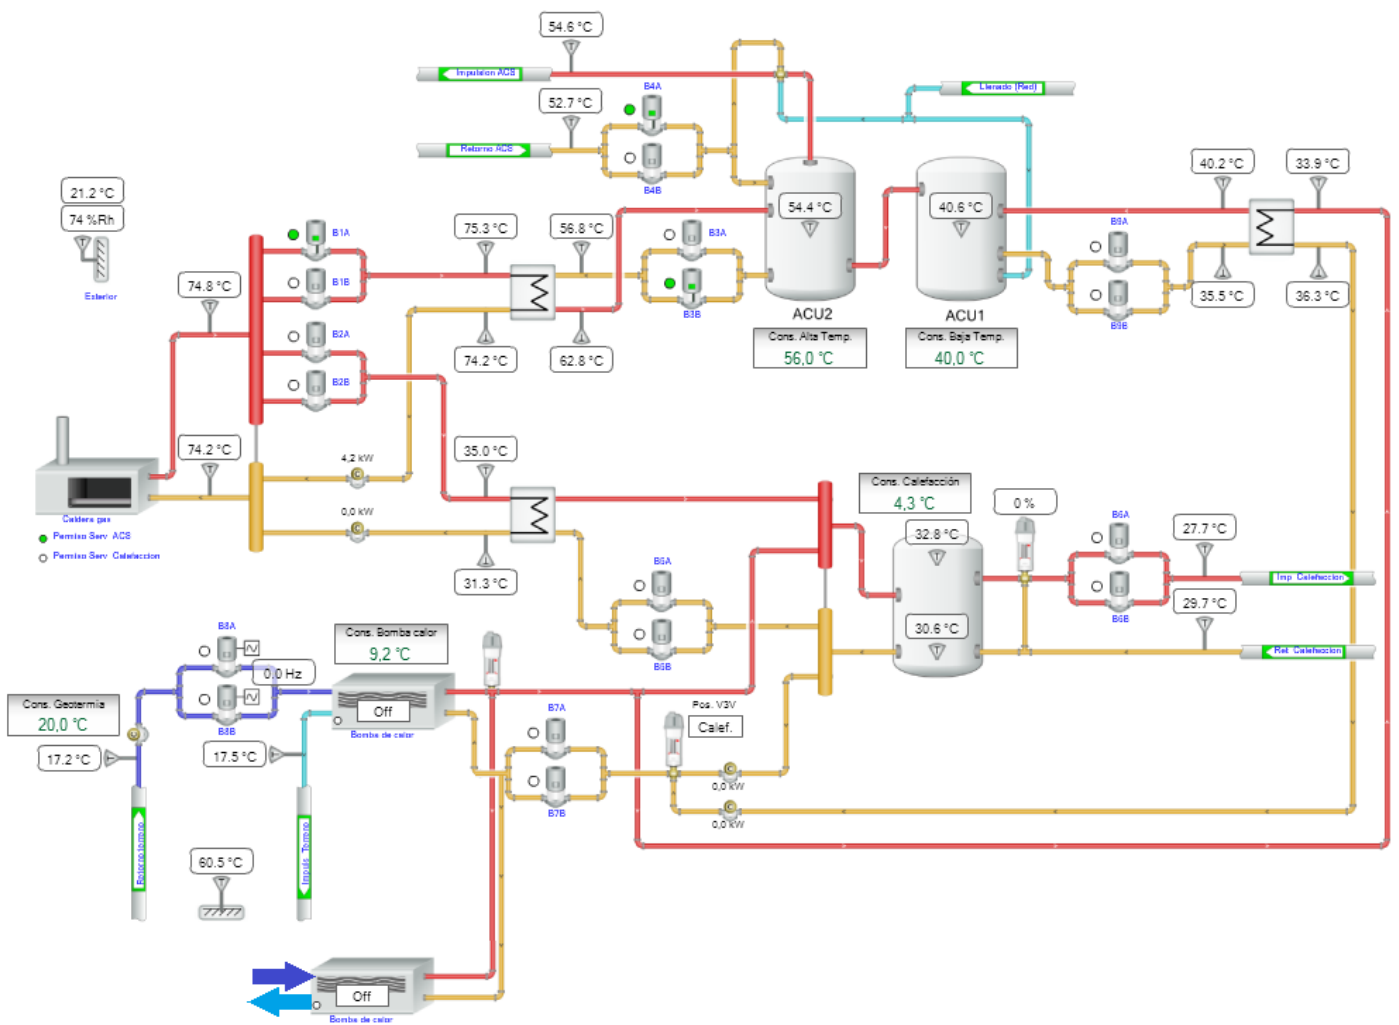 54.6 °C
Impulsion ACS
52.7 °C
B4A
Llenado (Red)
Retorno ACS
B4B
40.2 °C
33.9 °C
21.2 °C
74 %Rh
Exterior
54.4 °C
40.6 °C
B1A
75.3 °C
56.8 °C
B3A
B9A
74.8 °C
B1B
35.5 °C
36.3 °C
B3B
ACU2
ACU1
B9B
B2A
74.2 °C
62.8 °C
Cons. Alta Temp.
56,0 °C
Cons. Baja Temp.
40,0 °C
B2B
74.2 °C
4,2 kW
35.0 °C
Cons. Calefacción
4,3 °C
0 %
Caldera gas
0,0 kW
B6A
27.7 °C
Permiso Serv. ACS
32.8 °C
Permiso Serv. Calefaccion
31.3 °C
Imp. Calefaccion
29.7 °C
B6B
30.6 °C
B8A
Cons. Bomba calor
9,2 °C
Ret. Calefaccion
0.0 Hz
Cons. Geotermia
20,0 °C
Off
B7A
Pos. V3V
Calef.
B8B
Bomba de calor
17.2 °C
17.5 °C
0,0 kW
B7B
0,0 kW
Retorno terreno
Impuls. Terreno
60.5 °C
Off
Bomba de calor